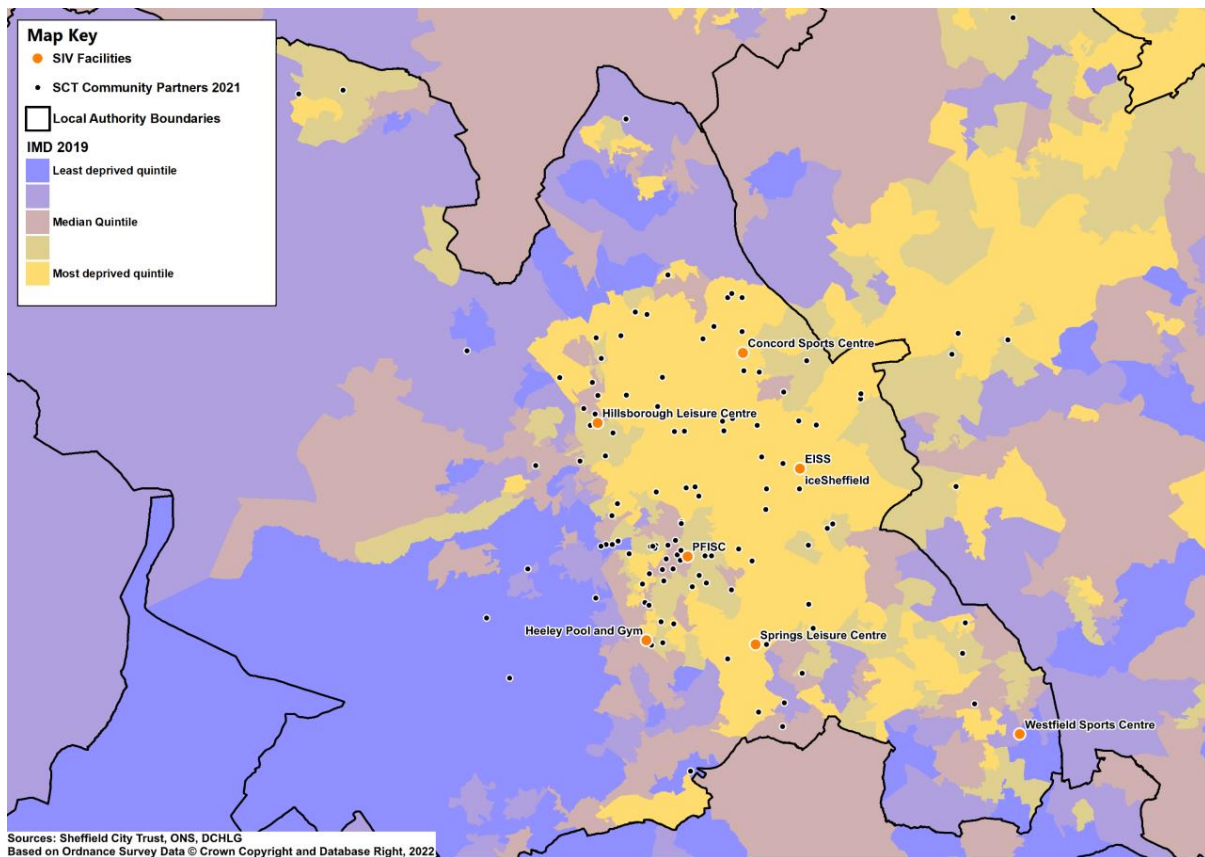 Map Key
SIV Facilities
SCT Community Partners 2021
Local Authority Boundaries
IMD 2019
Least deprived quintile
Median Quintile
Most deprived quintile
Concord Sports Centre
Hillsborough Leisure Centre
EISS
iceSheffield
PFISC
Heeley Pool and Gym
Springs Leisure Centre
Westfield Sports Centre
Sources: Sheffield City Trust, ONS, DCHLG
Based on Ordnance Survey Data © Crown Copyright and Database Right, 2022